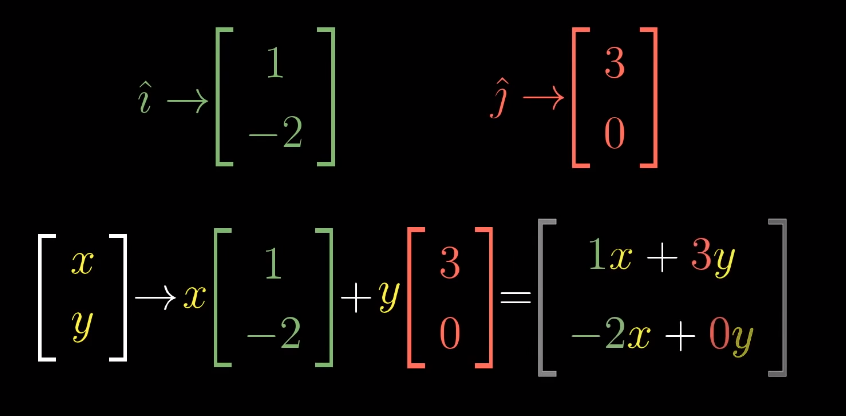 î → [1 −2] ĵ → [3 0]
[x y] → x [1 −2] + y [3 0] = [1x + 3y −2x + 0y]